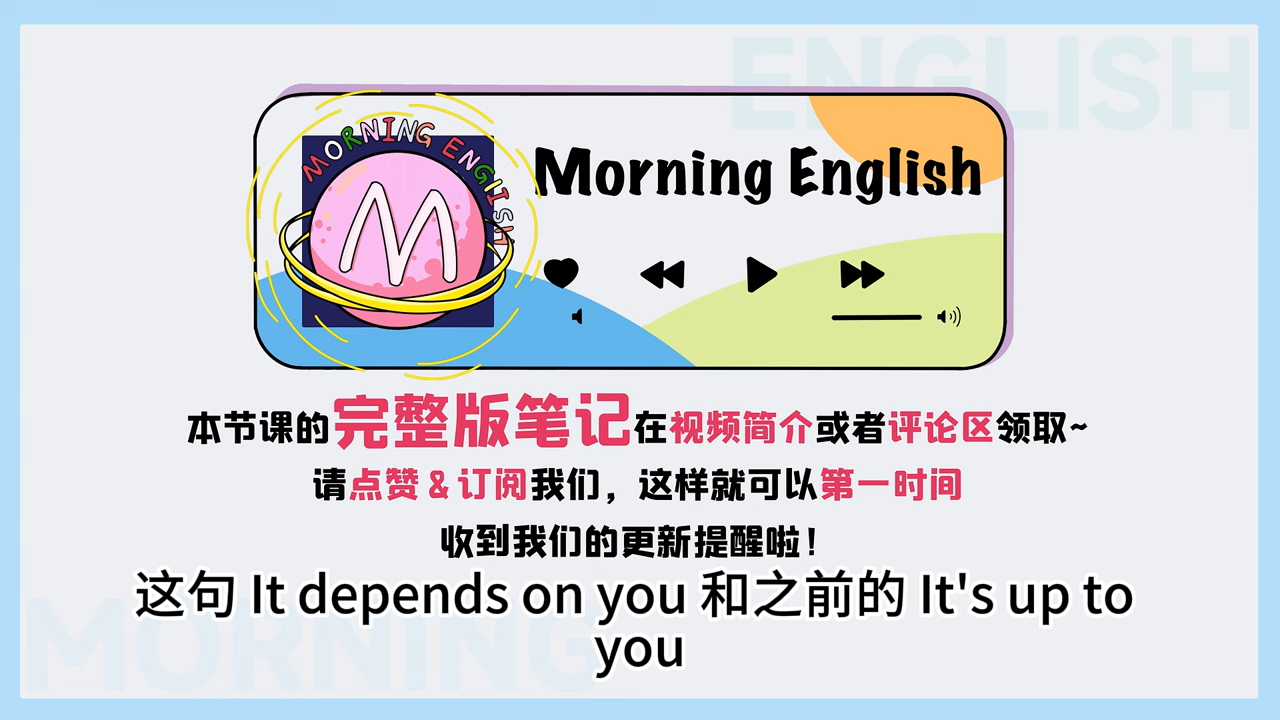 ENGLISH
MORNING ENGLISH
M
Morning English
本节课的完整版笔记在视频简介或者评论区领取~
请点赞&订阅我们，这样就可以第一时间
收到我们的更新提醒啦！
这句 It depends on you 和之前的 It's up to
you
MORNING